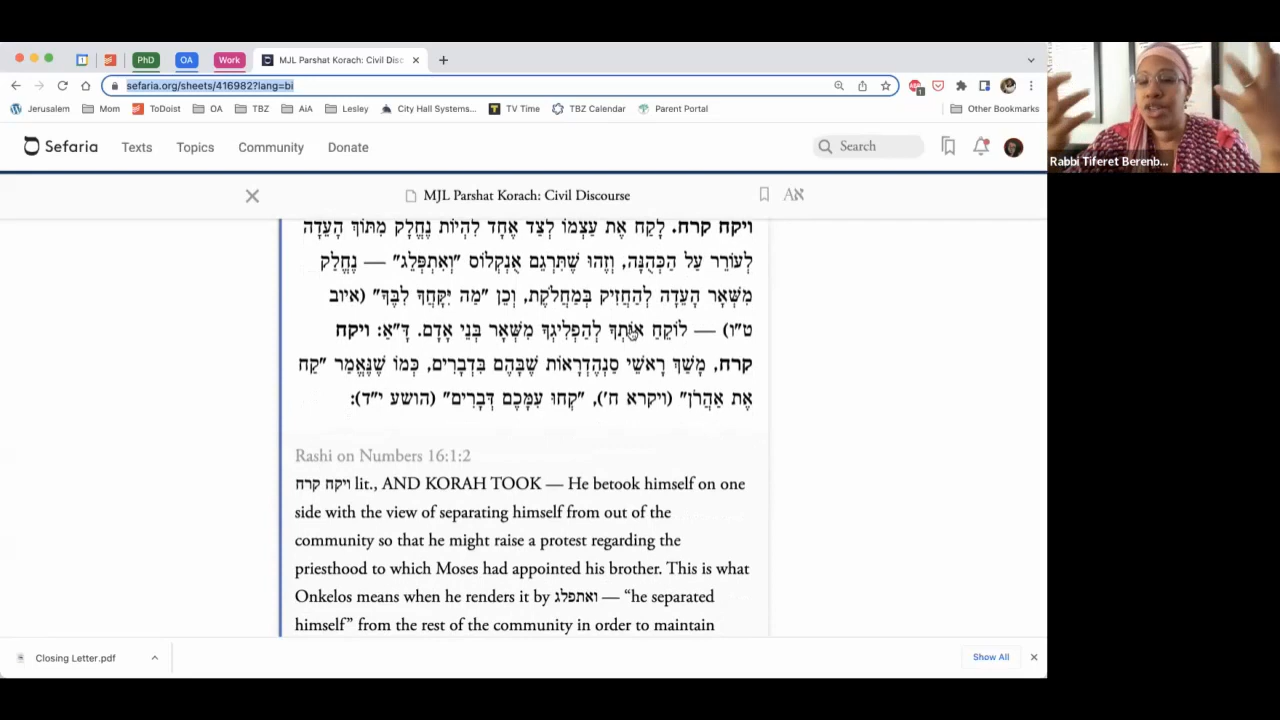 PhD
OA
Work
MJL Parshat Korach: Civil Disc
sefaria.org/sheets/416982?lang=bi
Jerusalem
Mom
ToDoist
OA
TBZ
AiA
Lesley
City Hall Systems...
TV Time
TBZ Calendar
Parent Portal
Other Bookmarks
Sefaria
Texts
Topics
Community
Donate
Search
MJL Parshat Korach: Civil Discourse
Aא
ויקח קרח. לָקַח אֶת עַצְמוֹ לְצַד אֶחָד לִהְיוֹת נֶחֱלָק מִתּוֹךְ הָעֵדָה
לְעוֹרֵר עַל הַכְּהֻנָּה, וְזֶהוּ שֶׁתִּרְגֵּם אֻנְקְלוֹס "וְאִתְפְּלֵג" — נֶחֱלַק
מִשְּׁאָר הָעֵדָה לְהַחֲזִיק בְּמַחֲלֹקֶת, וְכֵן "מַה יִּקָּחֲךָ לִבֶּךָ" (איוב
ט"ו) — לוֹקֵחַ אוֹתְךָ לְהַפְלִיגְךָ מִשְּׁאָר בְּנֵי אָדָם. דָּ"אַ: ויקח
קרח, מָשַׁךְ רָאשֵׁי סַנְהֶדְרָאוֹת שֶׁבָּהֶם בִּדְבָרִים, כְּמוֹ שֶׁנֶּאֱמַר "קַח
אֶת אַהֲרֹן" (ויקרא ח'), "קְחוּ עִמָּכֶם דְּבָרִים" (הושע י"ד):
Rashi on Numbers 16:1:2
ויקח קרח lit., AND KORAH TOOK — He betook himself on one
side with the view of separating himself from out of the
community so that he might raise a protest regarding the
priesthood to which Moses had appointed his brother. This is what
Onkelos means when he renders it by ואתפלג — “he separated
himself” from the rest of the community in order to maintain
Closing Letter.pdf
Show All
Rabbi Tiferet Berenb...